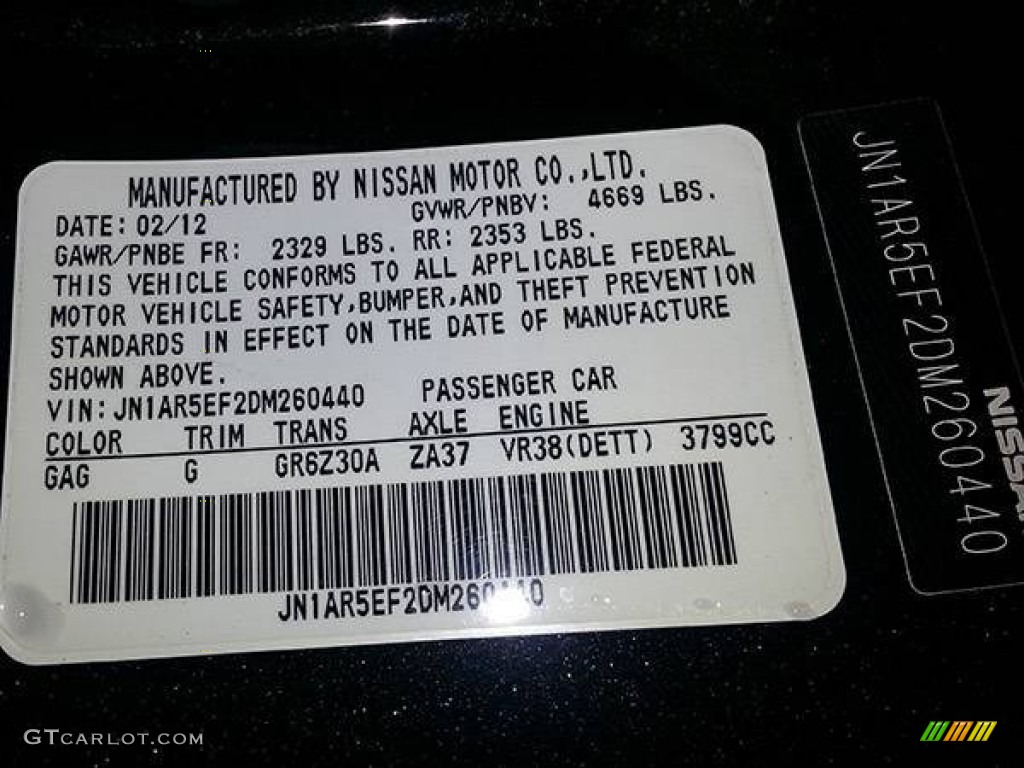 MANUFACTURED BY NISSAN MOTOR CO.,LTD.
DATE: 02/12 GVWR/PNBV: 4669 LBS.
GAWR/PNBE FR: 2329 LBS. RR: 2353 LBS.
THIS VEHICLE CONFORMS TO ALL APPLICABLE FEDERAL
MOTOR VEHICLE SAFETY,BUMPER,AND THEFT PREVENTION
STANDARDS IN EFFECT ON THE DATE OF MANUFACTURE
SHOWN ABOVE.
VIN: JN1AR5EF2DM260440 PASSENGER CAR
COLOR TRIM TRANS AXLE ENGINE
GAG G GR6Z30A ZA37 VR38(DETT) 3799CC
JN1AR5EF2DM260440
JN1AR5EF2DM260440
NISSAN
GTCARLOT.COM